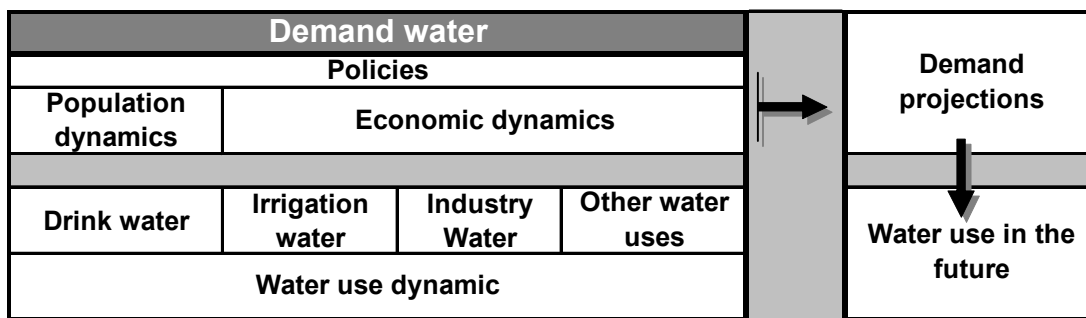 Demand water
Policies
Population
dynamics
Economic dynamics
Drink water
Irrigation
water
Industry
Water
Other water
uses
Water use dynamic
Demand
projections
Water use in the
future